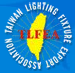 TAIWAN LIGHTING FIXTURE
EXPORT ASSOCIATION
TLFEA